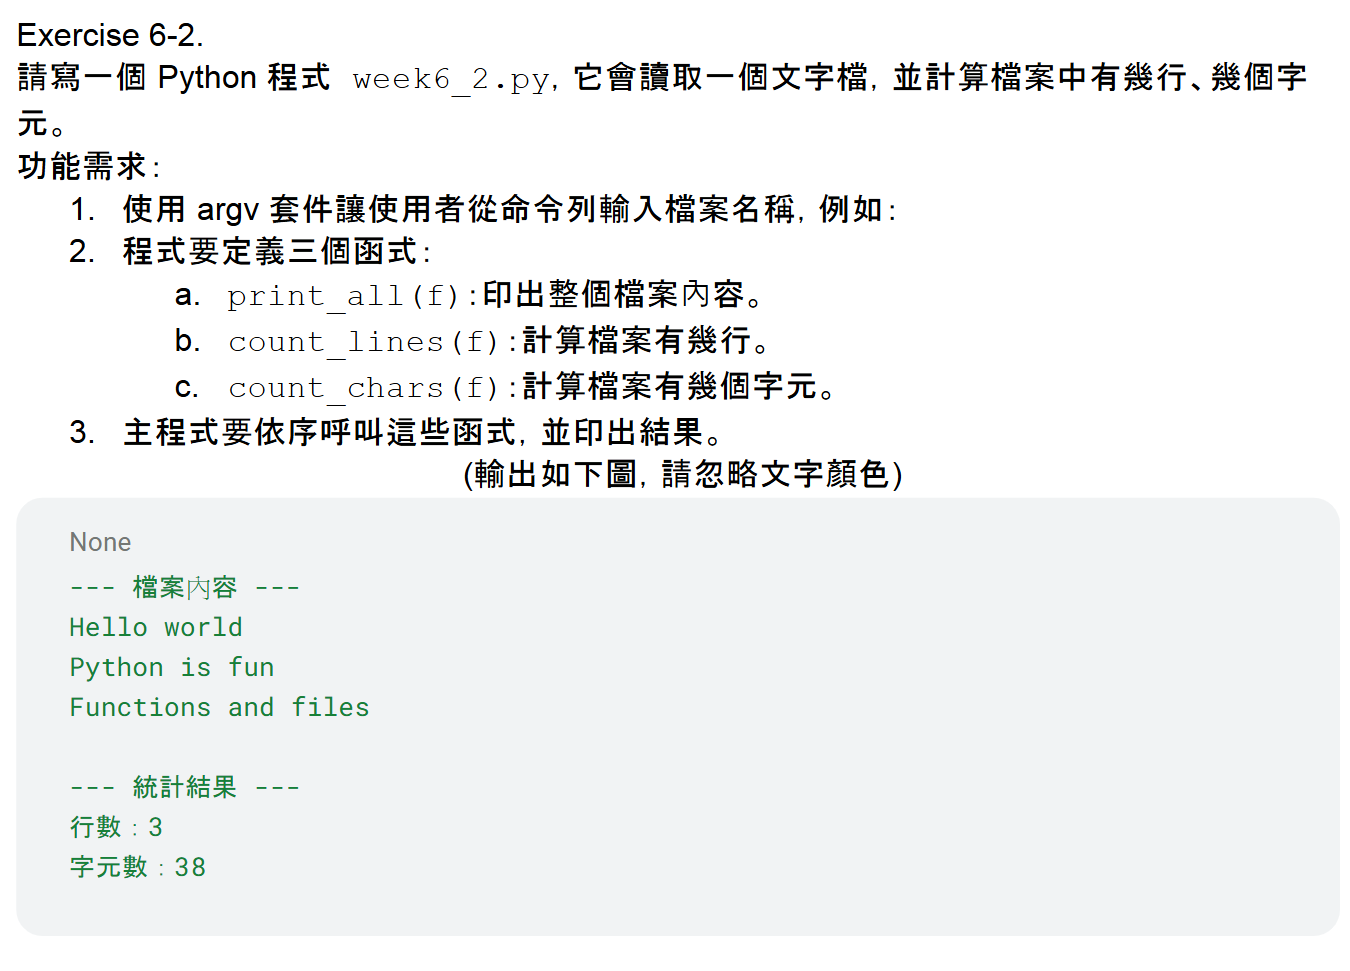 Exercise 6-2.
請寫一個 Python 程式 week6_2.py, 它會讀取一個文字檔, 並計算檔案中有幾行、幾個字
元。
功能需求:
1. 使用 argv 套件讓使用者從命令列輸入檔案名稱, 例如:
2. 程式要定義三個函式:
a. print_all(f):印出整個檔案內容。
b. count_lines(f):計算檔案有幾行。
c. count_chars(f):計算檔案有幾個字元。
3. 主程式要依序呼叫這些函式, 並印出結果。
(輸出如下圖, 請忽略文字顏色)
None
--- 檔案內容 ---
Hello world
Python is fun
Functions and files
--- 統計結果 ---
行數:3
字元數:38